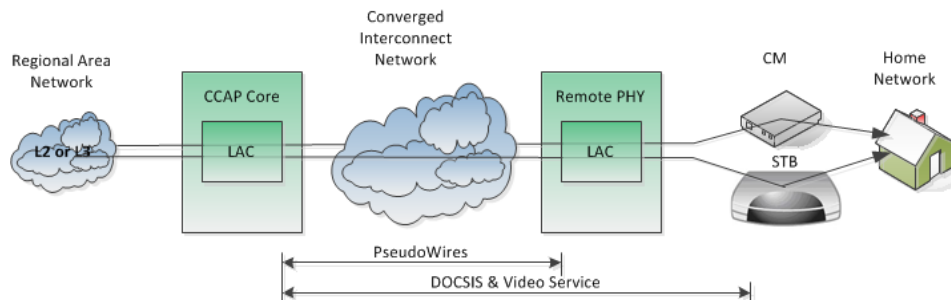 Regional Area
Network
Converged
Interconnect
Network
CCAP Core
Remote PHY
CM
Home
Network
L2 or L3
LAC
LAC
STB
PseudoWires
DOCSIS & Video Service